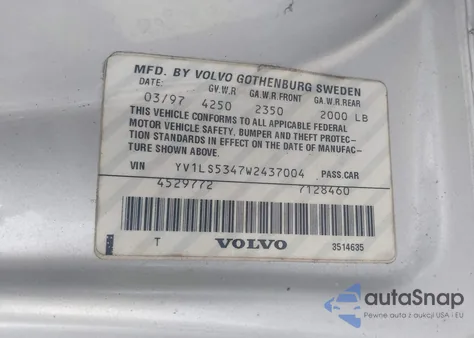 MFD. BY VOLVO GOTHENBURG SWEDEN
DATE: GV.W.R GA.W.R.FRONT GA.W.R.REAR
03/97 4250 2350 2000 LB
THIS VEHICLE CONFORMS TO ALL APPLICABLE FEDERAL
MOTOR VEHICLE SAFETY, BUMPER AND THEFT PROTEC-
TION STANDARDS IN EFFECT ON THE DATE OF MANUFAC-
TURE SHOWN ABOVE.
VIN YV1LS5347W2437004 PASS.CAR
4529772 7128460
T VOLVO 3514635
autoSnap
Pewne auta z aukcji USA i EU